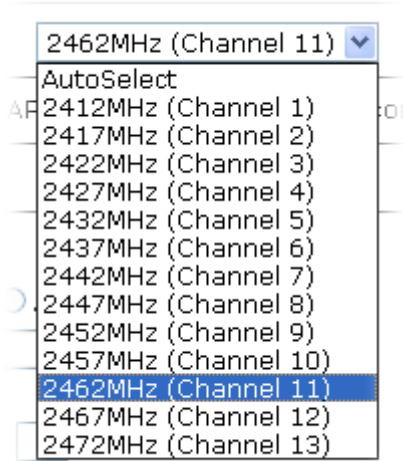 2462MHz (Channel 11)
AutoSelect
2412MHz (Channel 1)
2417MHz (Channel 2)
2422MHz (Channel 3)
2427MHz (Channel 4)
2432MHz (Channel 5)
2437MHz (Channel 6)
2442MHz (Channel 7)
2447MHz (Channel 8)
2452MHz (Channel 9)
2457MHz (Channel 10)
2462MHz (Channel 11)
2467MHz (Channel 12)
2472MHz (Channel 13)